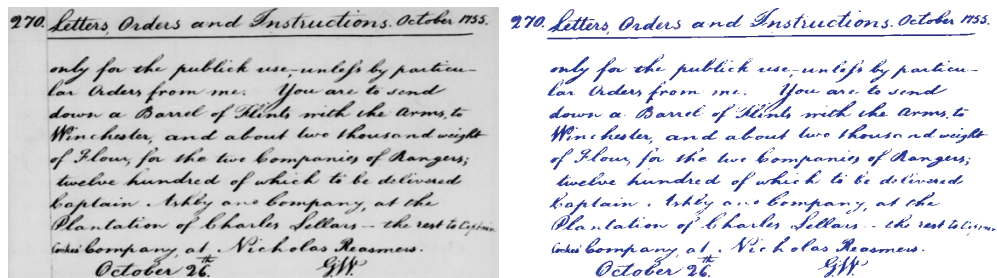 270. Letters, Orders and Instructions. October 1755.
only for the publick use, unless by particu-
lar Orders from me. You are to send
down a Barrel of Flints with the Arms, to
Winchester, and about two thousand weight
of Flour, for the two Companies of Rangers;
twelve hundred of which to be delivered
Captain Ashby and Company, at the
Plantation of Charles Sellars - the rest to Captain
Cockes' Company at Nicholas Reasmers.
October 26th. GW.
270. Letters, Orders and Instructions. October 1755.
only for the publick use, unless by particu-
lar Orders from me. You are to send
down a Barrel of Flints with the Arms, to
Winchester, and about two thousand weight
of Flour, for the two Companies of Rangers;
twelve hundred of which to be delivered
Captain Ashby and Company, at the
Plantation of Charles Sellars - the rest to Captain
Cockes' Company at Nicholas Reasmers.
October 26th. GW.